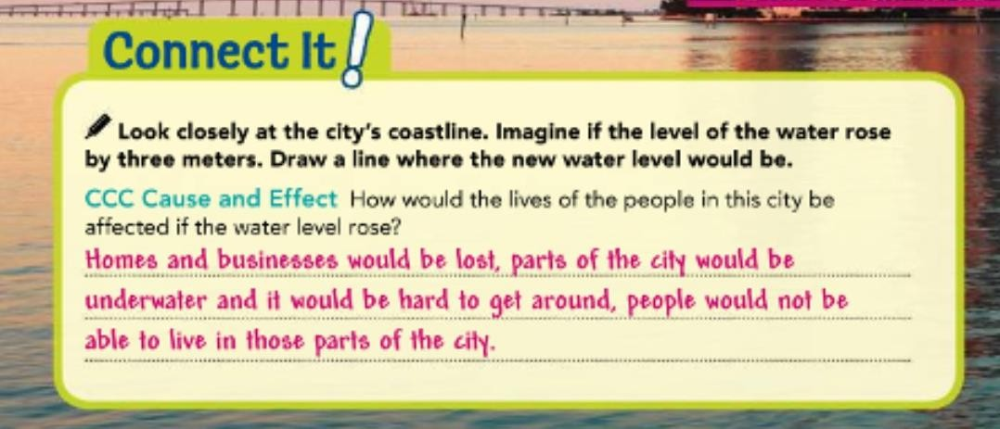 Connect It!
Look closely at the city's coastline. Imagine if the level of the water rose
by three meters. Draw a line where the new water level would be.
CCC Cause and Effect How would the lives of the people in this city be
affected if the water level rose?
Homes and businesses would be lost, parts of the city would be
underwater and it would be hard to get around, people would not be
able to live in those parts of the city.